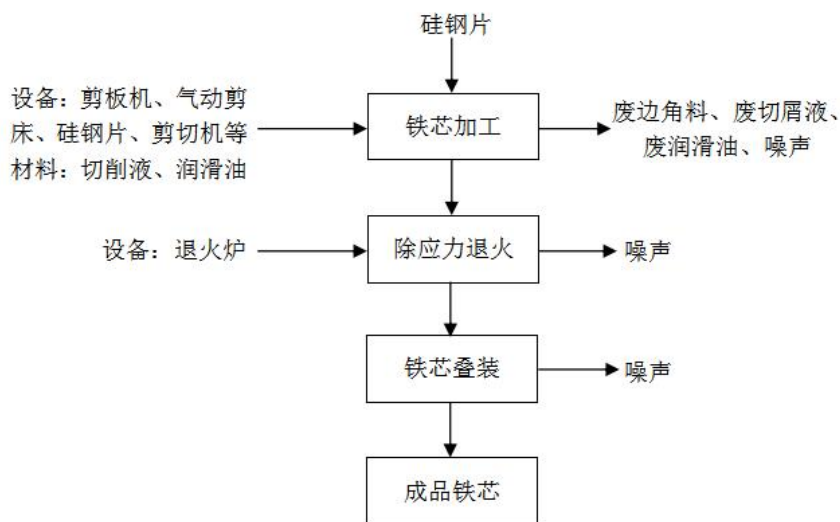 硅钢片
设备：剪板机、气动剪
床、硅钢片、剪切机等
材料：切削液、润滑油
铁芯加工
废边角料、废切屑液、
废润滑油、噪声
设备：退火炉
除应力退火
噪声
铁芯叠装
噪声
成品铁芯